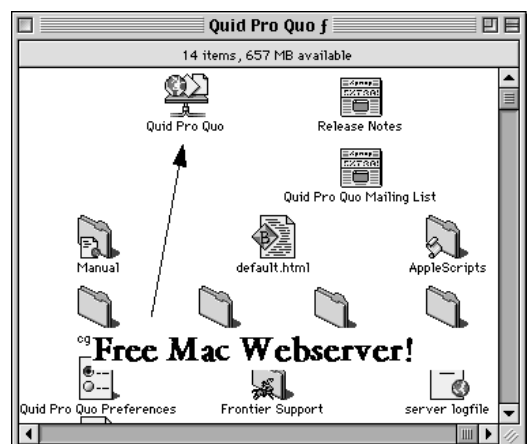 Quid Pro Quo ƒ
14 items, 657 MB available
Quid Pro Quo
Release Notes
Quid Pro Quo Mailing List
Manual
default.html
AppleScripts
Free Mac Webserver!
Quid Pro Quo Preferences
Frontier Support
server logfile